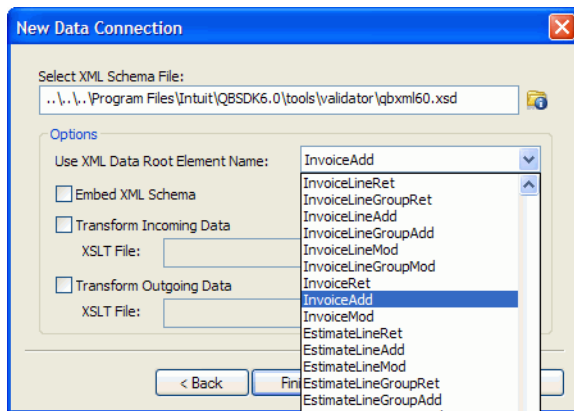 New Data Connection
Select XML Schema File:
..\..\..\Program Files\Intuit\QBSDK6.0\tools\validator\qbxml60.xsd
Options
Use XML Data Root Element Name:
InvoiceAdd
Embed XML Schema
Transform Incoming Data
XSLT File:
Transform Outgoing Data
XSLT File:
InvoiceLineRet
InvoiceLineGroupRet
InvoiceLineAdd
InvoiceLineGroupAdd
InvoiceLineMod
InvoiceLineGroupMod
InvoiceRet
InvoiceAdd
InvoiceMod
EstimateLineRet
EstimateLineAdd
EstimateLineMod
EstimateLineGroupRet
EstimateLineGroupAdd
< Back
Fini